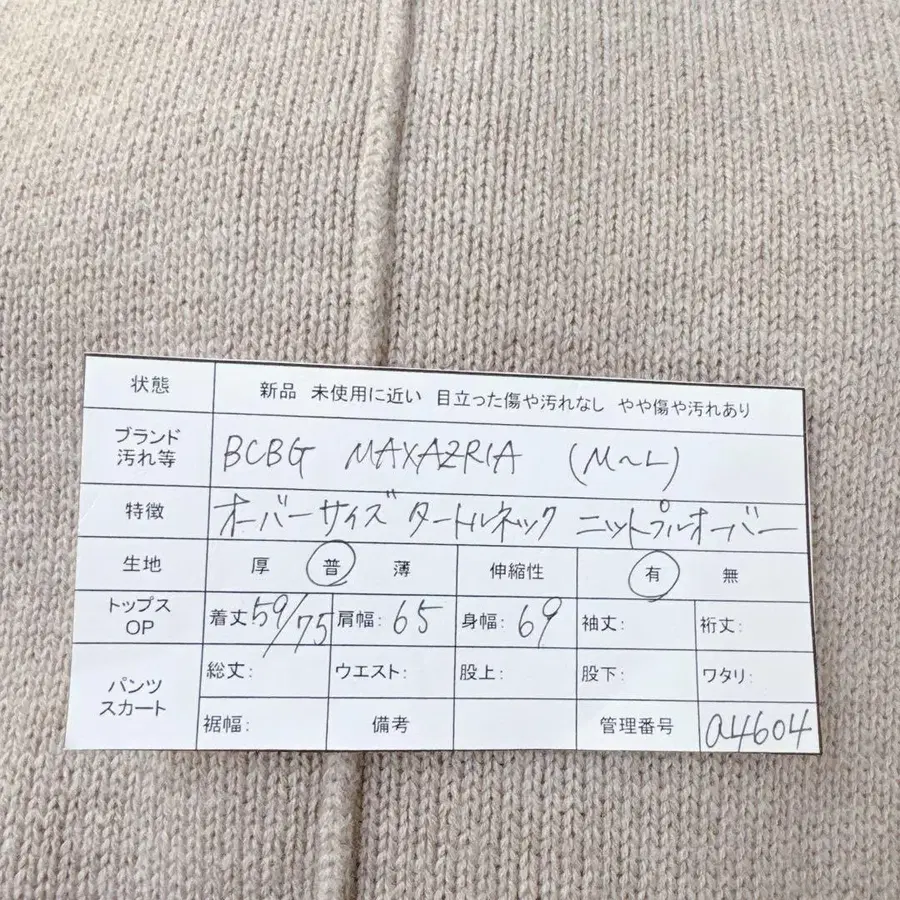 状態 新品 未使用に近い 目立った傷や汚れなし やや傷や汚れあり
ブランド
汚れ等 BCBG MAXAZRIA (M~L)
特徴 オーバーサイズ タートルネック ニットプルオーバー
生地 厚 普 薄 伸縮性 有 無
トップス
OP 着丈59/75 肩幅:65 身幅:69 袖丈: 裄丈:
パンツ
スカート 総丈: ウエスト: 股上: 股下: ワタリ:
裾幅: 備考 管理番号 a4604